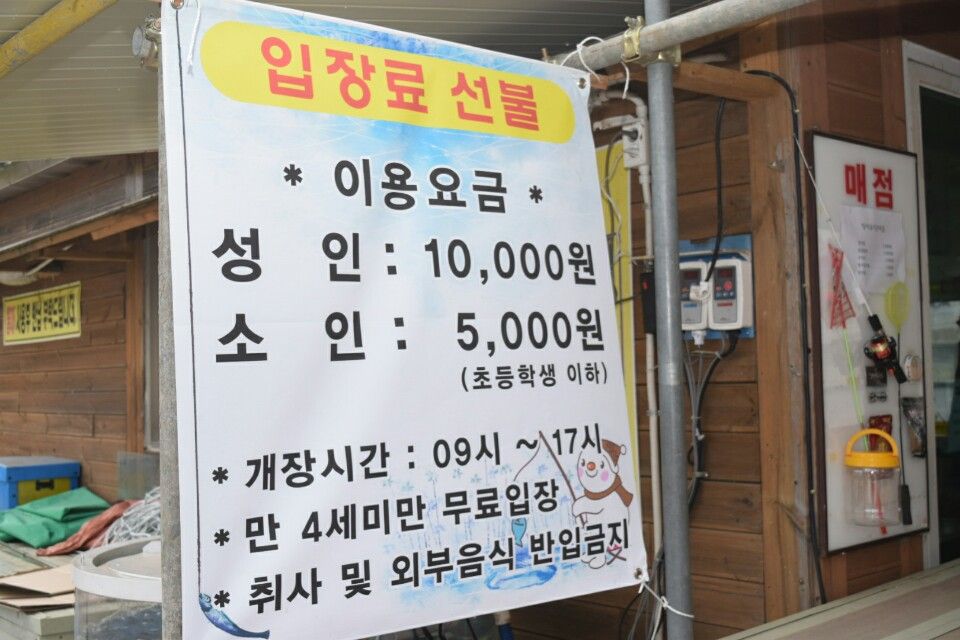 입장료 선불
* 이용요금 *
성 인 : 10,000원
소 인 : 5,000원
(초등학생 이하)
* 개장시간 : 09시 ~ 17시
* 만 4세미만 무료입장
* 취사 및 외부음식 반입금지
매점